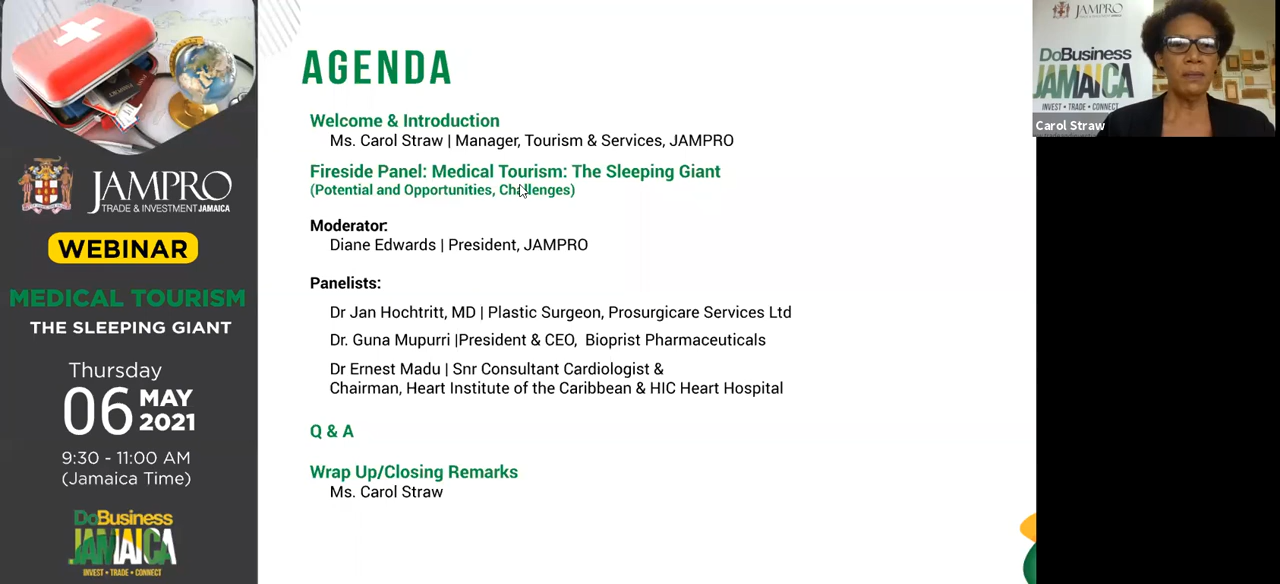 JAMPRO
TRADE & INVESTMENT JAMAICA
WEBINAR
MEDICAL TOURISM
THE SLEEPING GIANT
Thursday
06 MAY 2021
9:30 - 11:00 AM
(Jamaica Time)
DoBusiness
JAMAICA
INVEST • TRADE • CONNECT
AGENDA
Welcome & Introduction
Ms. Carol Straw | Manager, Tourism & Services, JAMPRO
Fireside Panel: Medical Tourism: The Sleeping Giant
(Potential and Opportunities, Challenges)
Moderator:
Diane Edwards | President, JAMPRO
Panelists:
Dr Jan Hochtritt, MD | Plastic Surgeon, Prosurgicare Services Ltd
Dr. Guna Mupurri |President & CEO, Bioprist Pharmaceuticals
Dr Ernest Madu | Snr Consultant Cardiologist &
Chairman, Heart Institute of the Caribbean & HIC Heart Hospital
Q & A
Wrap Up/Closing Remarks
Ms. Carol Straw
JAMPRO
DoBusiness
JAMAICA
INVEST • TRADE • CONNECT
Carol Straw